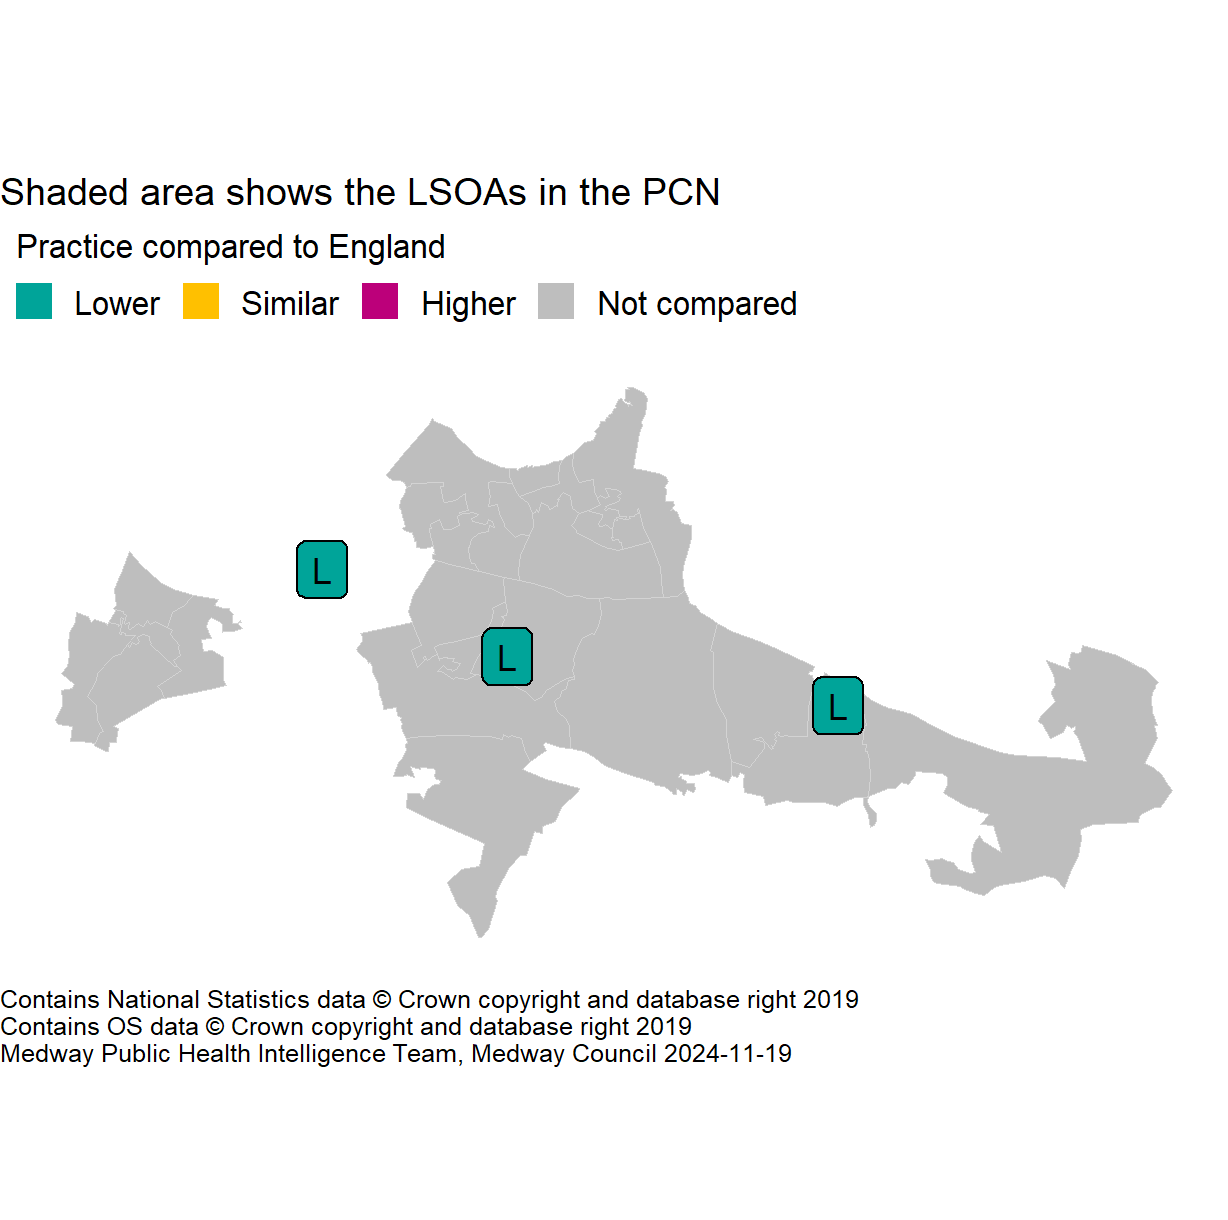 Shaded area shows the LSOAs in the PCN
Practice compared to England
Lower Similar Higher Not compared
L
L
L
Contains National Statistics data © Crown copyright and database right 2019
Contains OS data © Crown copyright and database right 2019
Medway Public Health Intelligence Team, Medway Council 2024-11-19